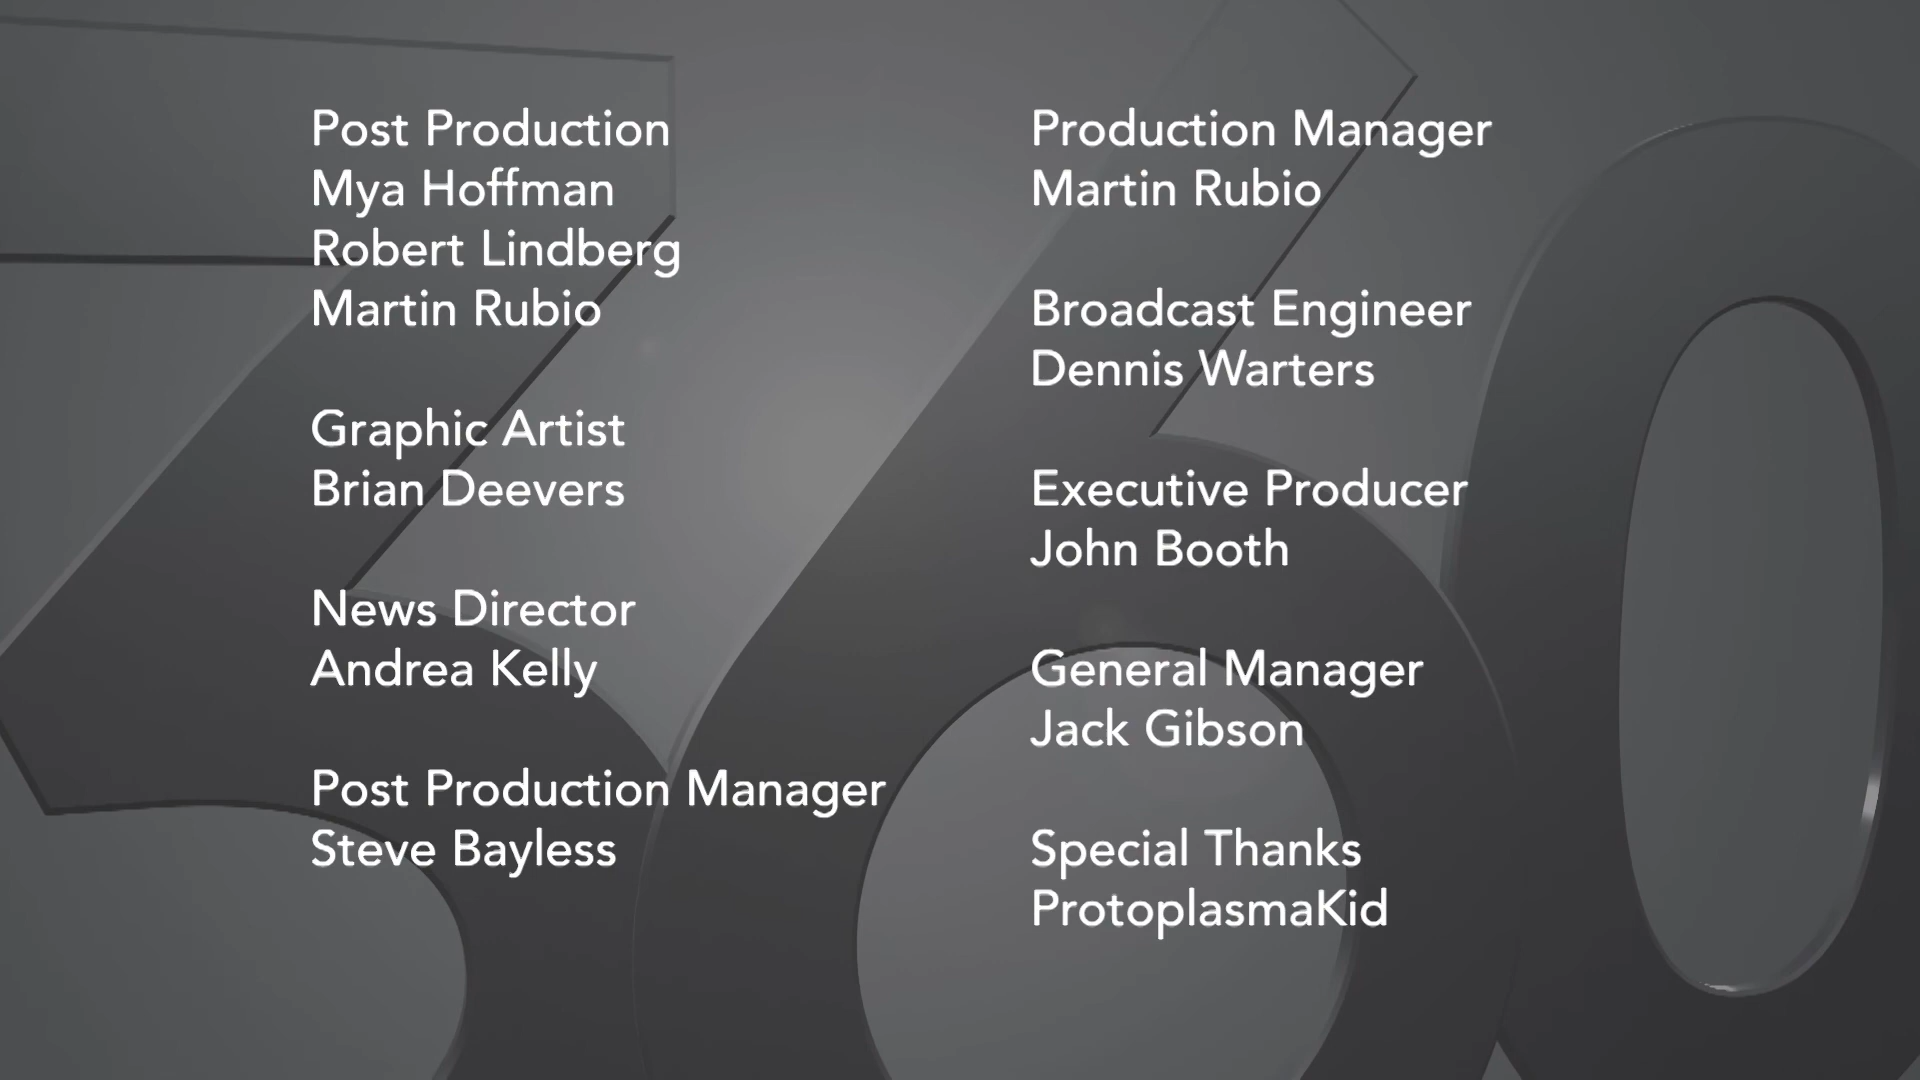 Post Production
Mya Hoffman
Robert Lindberg
Martin Rubio
Graphic Artist
Brian Deevers
News Director
Andrea Kelly
Post Production Manager
Steve Bayless
Production Manager
Martin Rubio
Broadcast Engineer
Dennis Warters
Executive Producer
John Booth
General Manager
Jack Gibson
Special Thanks
ProtoplasmaKid
360